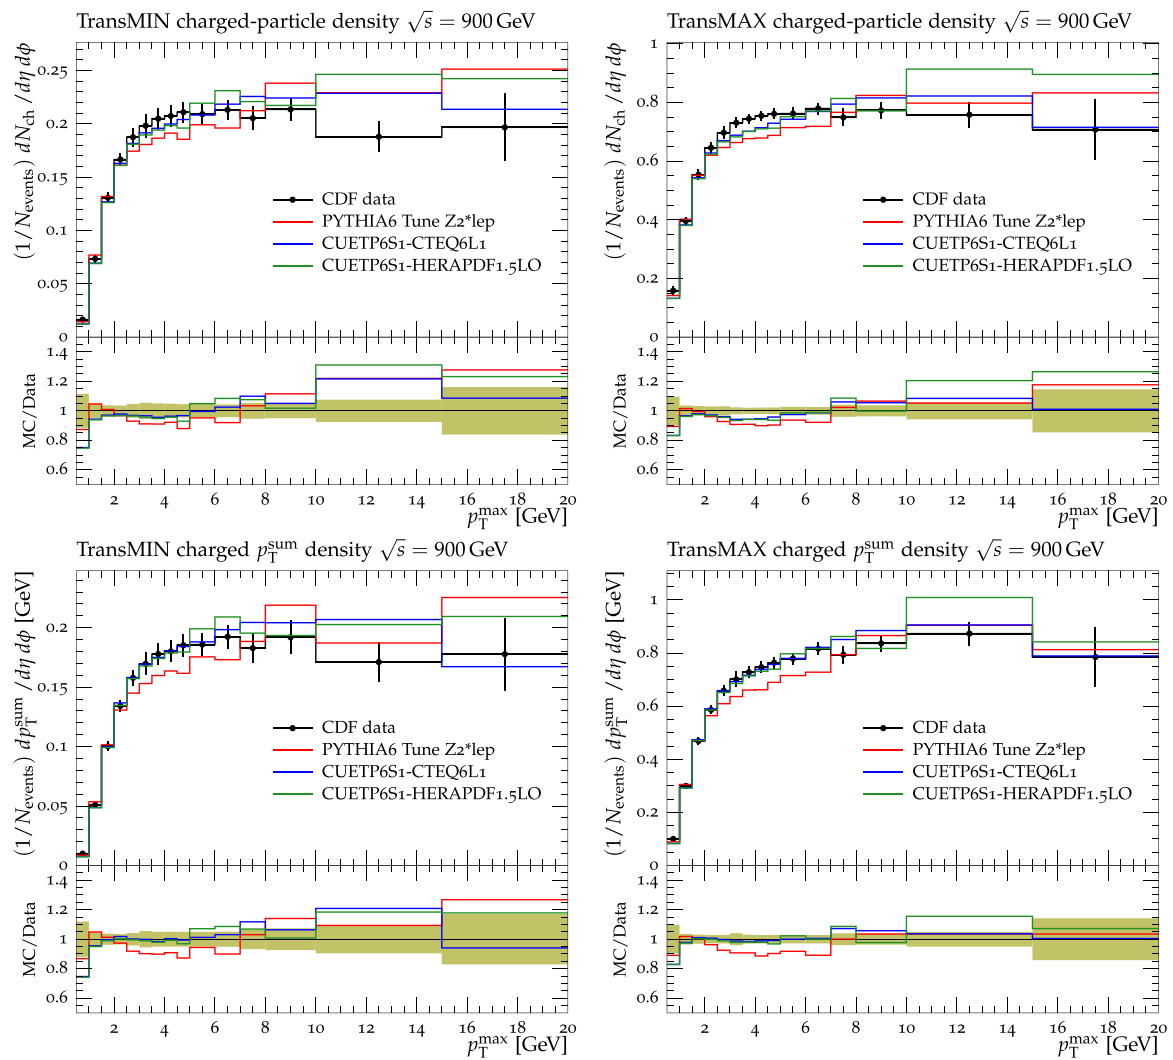 TransMIN charged-particle density √s = 900 GeV
(1/N_events) dN_ch/dη dφ
0.25
0.2
0.15
0.1
0.05
0
CDF data
PYTHIA6 Tune Z2*lep
CUETP6S1-CTEQ6L1
CUETP6S1-HERAPDF1.5LO
MC/Data
1.4
1.2
1
0.8
0.6
2 4 6 8 10 12 14 16 18 20
p_T^max [GeV]
TransMAX charged-particle density √s = 900 GeV
(1/N_events) dN_ch/dη dφ
1
0.8
0.6
0.4
0.2
0
CDF data
PYTHIA6 Tune Z2*lep
CUETP6S1-CTEQ6L1
CUETP6S1-HERAPDF1.5LO
MC/Data
1.4
1.2
1
0.8
0.6
2 4 6 8 10 12 14 16 18 20
p_T^max [GeV]
TransMIN charged p_T^sum density √s = 900 GeV
(1/N_events) dp_T^sum/dη dφ [GeV]
0.2
0.15
0.1
0.05
0
CDF data
PYTHIA6 Tune Z2*lep
CUETP6S1-CTEQ6L1
CUETP6S1-HERAPDF1.5LO
MC/Data
1.4
1.2
1
0.8
0.6
2 4 6 8 10 12 14 16 18 20
p_T^max [GeV]
TransMAX charged p_T^sum density √s = 900 GeV
(1/N_events) dp_T^sum/dη dφ [GeV]
1
0.8
0.6
0.4
0.2
0
CDF data
PYTHIA6 Tune Z2*lep
CUETP6S1-CTEQ6L1
CUETP6S1-HERAPDF1.5LO
MC/Data
1.4
1.2
1
0.8
0.6
2 4 6 8 10 12 14 16 18 20
p_T^max [GeV]